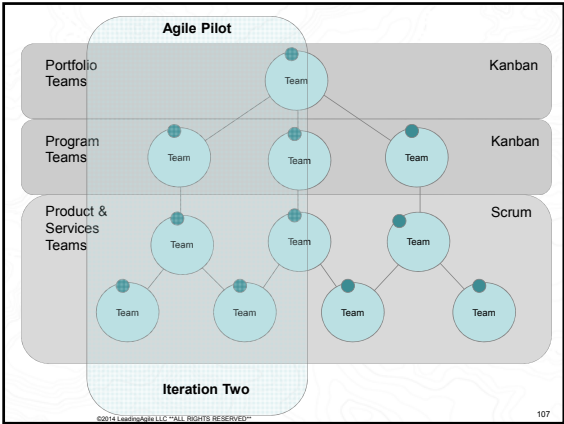 Agile Pilot
Portfolio
Teams
Kanban
Team
Program
Teams
Kanban
Team
Team
Team
Product &
Services
Teams
Scrum
Team
Team
Team
Team
Team
Team
Team
Iteration Two
©2014 LeadingAgile LLC **ALL RIGHTS RESERVED**
107